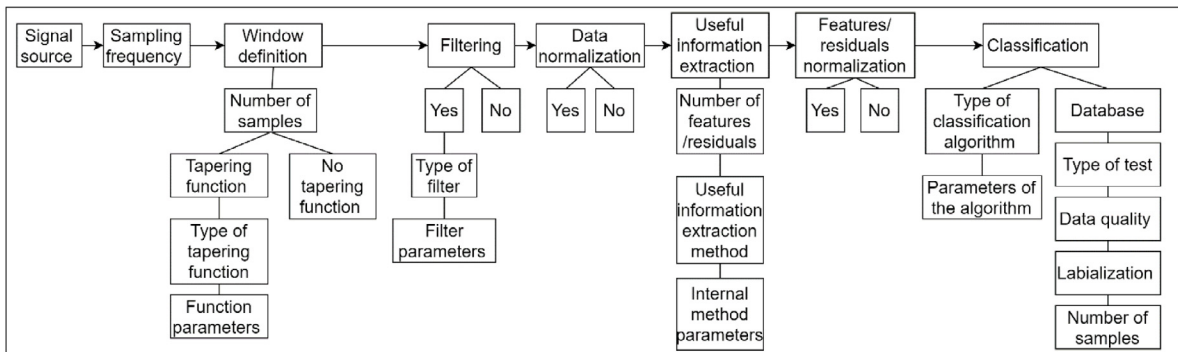 Signal
source
Sampling
frequency
Window
definition
Filtering
Data
normalization
Useful
information
extraction
Features/
residuals
normalization
Classification
Number of
samples
Tapering
function
No
tapering
function
Type of
tapering
function
Function
parameters
Yes
No
Type of
filter
Filter
parameters
Yes
No
Number of
features
/residuals
Useful
information
extraction
method
Internal
method
parameters
Yes
No
Type of
classification
algorithm
Parameters of
the algorithm
Database
Type of test
Data quality
Labialization
Number of
samples